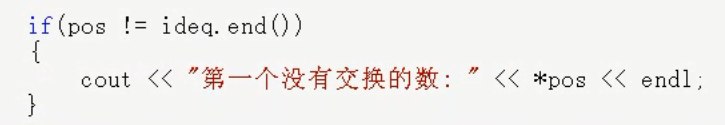 if(pos != ideq.end())
{
cout << "第一个没有交换的数: " << *pos << endl;
}